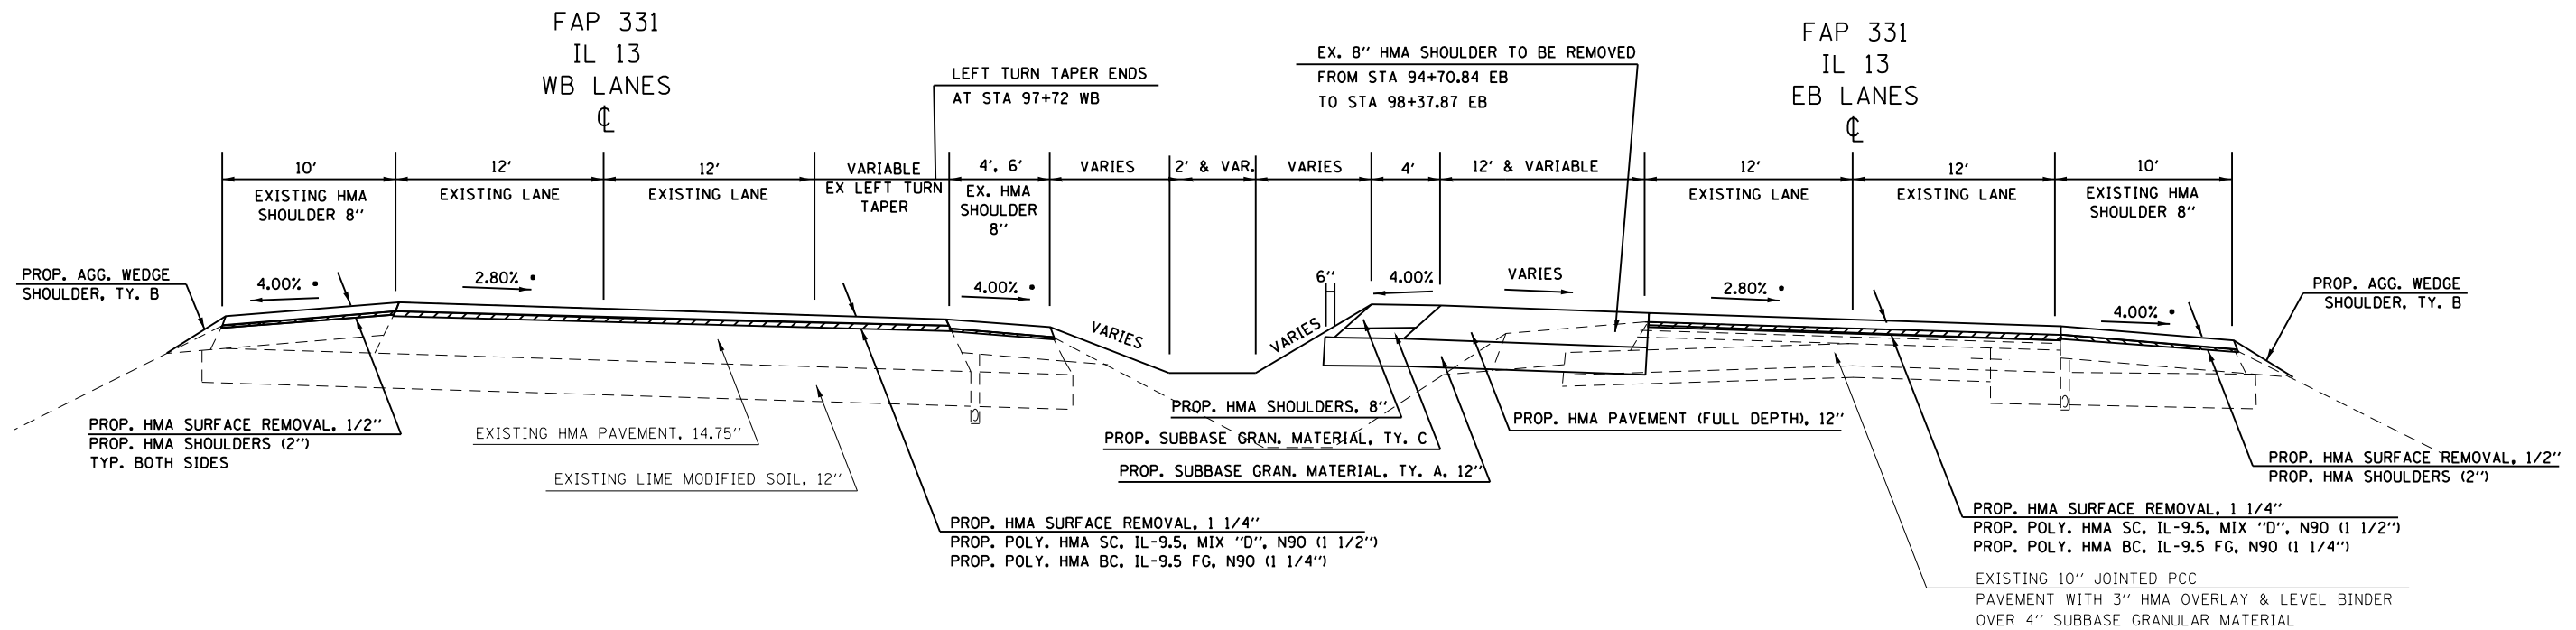 FAP 331
IL 13
WB LANES
℄
FAP 331
IL 13
EB LANES
℄
LEFT TURN TAPER ENDS
AT STA 97+72 WB
EX. 8" HMA SHOULDER TO BE REMOVED
FROM STA 94+70.84 EB
TO STA 98+37.87 EB
10'
EXISTING HMA
SHOULDER 8"
12'
EXISTING LANE
12'
EXISTING LANE
VARIABLE
EX LEFT TURN
TAPER
4', 6'
EX. HMA
SHOULDER
8"
VARIES
2' & VAR.
VARIES
4'
12' & VARIABLE
12'
EXISTING LANE
12'
EXISTING LANE
10'
EXISTING HMA
SHOULDER 8"
PROP. AGG. WEDGE
SHOULDER, TY. B
4.00% •
2.80% •
4.00% •
VARIES
VARIES
6"
4.00%
VARIES
2.80% •
4.00% •
PROP. AGG. WEDGE
SHOULDER, TY. B
PROP. HMA SURFACE REMOVAL, 1/2"
PROP. HMA SHOULDERS (2")
TYP. BOTH SIDES
EXISTING HMA PAVEMENT, 14.75"
EXISTING LIME MODIFIED SOIL, 12"
PROP. HMA SURFACE REMOVAL, 1 1/4"
PROP. POLY. HMA SC, IL-9.5, MIX "D", N90 (1 1/2")
PROP. POLY. HMA BC, IL-9.5 FG, N90 (1 1/4")
PROP. HMA SHOULDERS, 8"
PROP. SUBBASE GRAN. MATERIAL, TY. C
PROP. SUBBASE GRAN. MATERIAL, TY. A, 12"
PROP. HMA PAVEMENT (FULL DEPTH), 12"
PROP. HMA SURFACE REMOVAL, 1/2"
PROP. HMA SHOULDERS (2")
PROP. HMA SURFACE REMOVAL, 1 1/4"
PROP. POLY. HMA SC, IL-9.5, MIX "D", N90 (1 1/2")
PROP. POLY. HMA BC, IL-9.5 FG, N90 (1 1/4")
EXISTING 10" JOINTED PCC
PAVEMENT WITH 3" HMA OVERLAY & LEVEL BINDER
OVER 4" SUBBASE GRANULAR MATERIAL